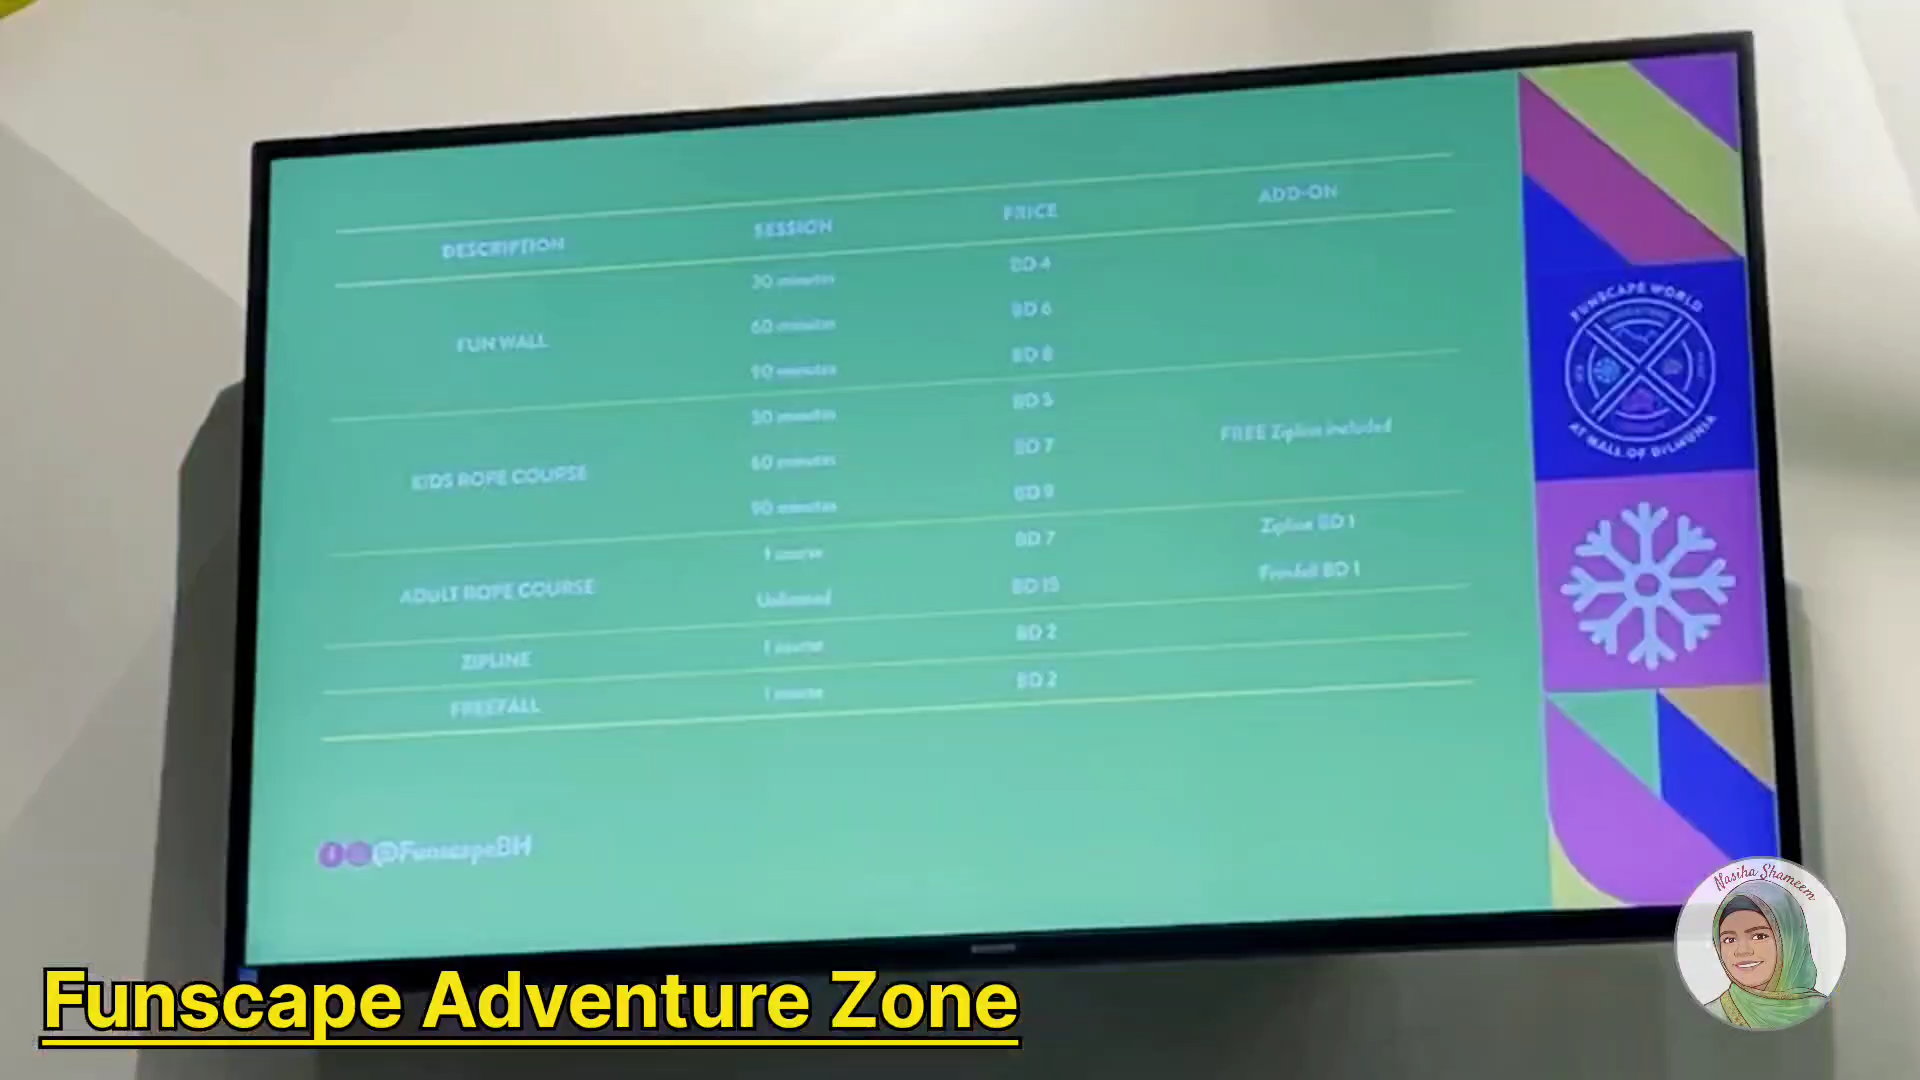 DESCRIPTION SESSION PRICE ADD-ON
FUN WALL
30 minutes BD 4
60 minutes BD 6
90 minutes BD 8
KIDS ROPE COURSE
30 minutes BD 5
60 minutes BD 7
90 minutes BD 9
FREE Zipline included
ADULT ROPE COURSE
1 course BD 7 Zipline BD 1
Unlimited BD 15 Freefall BD 1
ZIPLINE 1 course BD 2
FREEFALL 1 course BD 2
@FunscapeBH
FUNSCAPE WORLD
AT MALL OF DILMUNIA
Nasiha Shameem
Funscape Adventure Zone